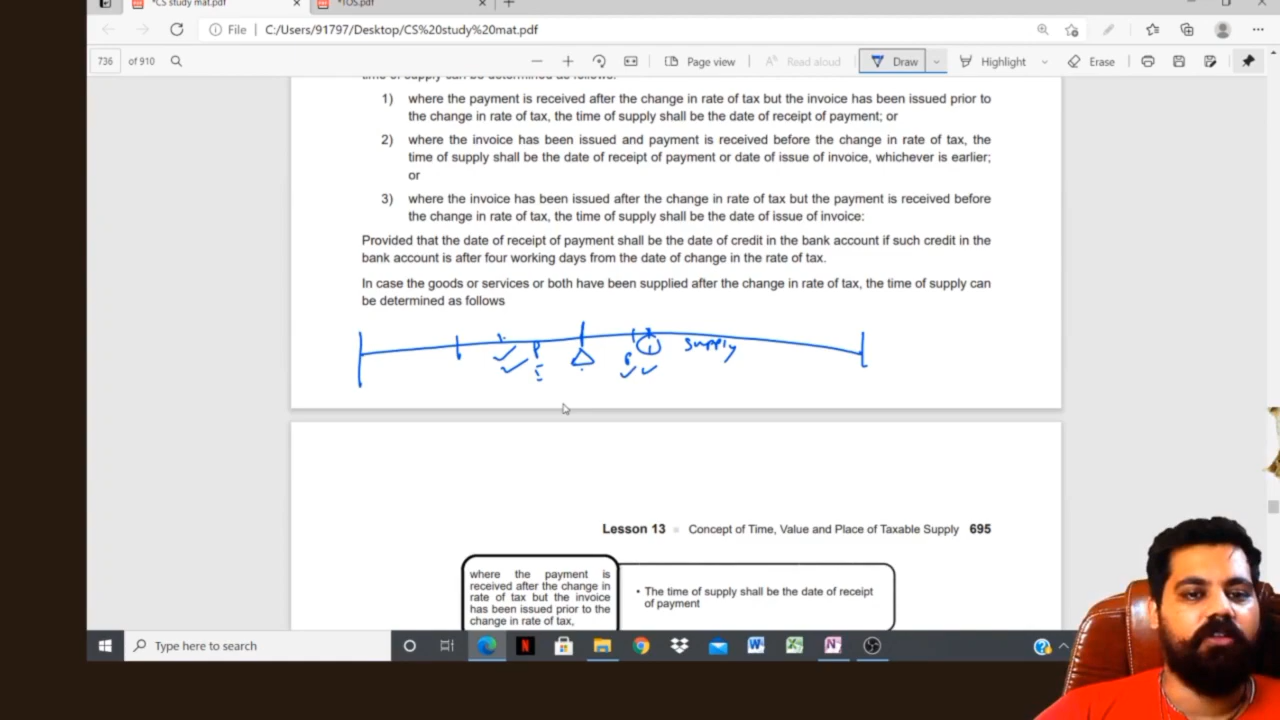 *CS study mat.pdf
*TOS.pdf
File
C:/Users/91797/Desktop/CS%20study%20mat.pdf
736 of 910
Page view
Read aloud
Draw
Highlight
Erase
time of supply can be determined as follows:
1) where the payment is received after the change in rate of tax but the invoice has been issued prior to
the change in rate of tax, the time of supply shall be the date of receipt of payment; or
2) where the invoice has been issued and payment is received before the change in rate of tax, the
time of supply shall be the date of receipt of payment or date of issue of invoice, whichever is earlier;
or
3) where the invoice has been issued after the change in rate of tax but the payment is received before
the change in rate of tax, the time of supply shall be the date of issue of invoice:
Provided that the date of receipt of payment shall be the date of credit in the bank account if such credit in the
bank account is after four working days from the date of change in the rate of tax.
In case the goods or services or both have been supplied after the change in rate of tax, the time of supply can
be determined as follows
P
P
supply
Lesson 13 Concept of Time, Value and Place of Taxable Supply 695
where the payment is
received after the change in
rate of tax but the invoice
has been issued prior to the
change in rate of tax,
• The time of supply shall be the date of receipt
of payment
Type here to search